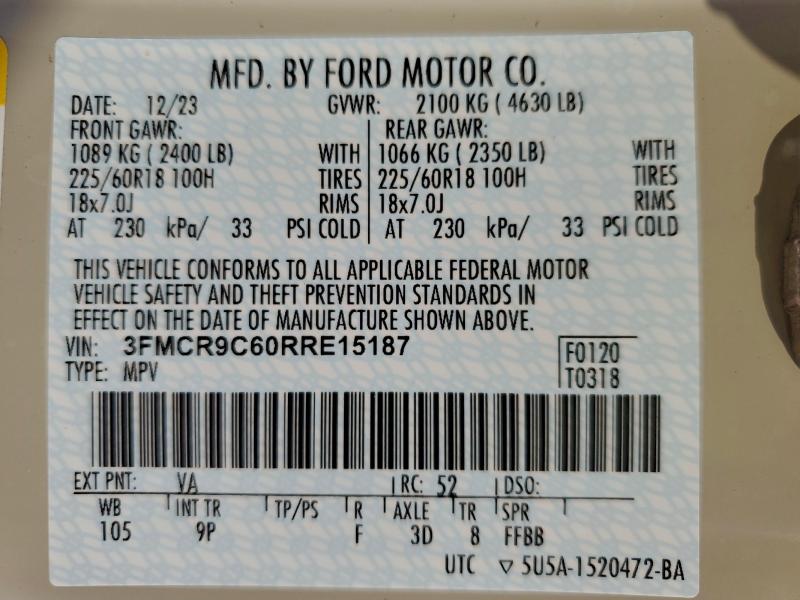 MFD. BY FORD MOTOR CO.
DATE: 12/23 GVWR: 2100 KG ( 4630 LB)
FRONT GAWR: REAR GAWR:
1089 KG ( 2400 LB) WITH 1066 KG ( 2350 LB) WITH
225/60R18 100H TIRES 225/60R18 100H TIRES
18x7.0J RIMS 18x7.0J RIMS
AT 230 kPa/ 33 PSI COLD AT 230 kPa/ 33 PSI COLD
THIS VEHICLE CONFORMS TO ALL APPLICABLE FEDERAL MOTOR
VEHICLE SAFETY AND THEFT PREVENTION STANDARDS IN
EFFECT ON THE DATE OF MANUFACTURE SHOWN ABOVE.
VIN: 3FMCR9C60RRE15187 F0120
TYPE: MPV T0318
EXT PNT: VA RC: 52 DSO:
WB INT TR TP/PS R AXLE TR SPR
105 9P F 3D 8 FFBB
UTC ▽ 5U5A-1520472-BA